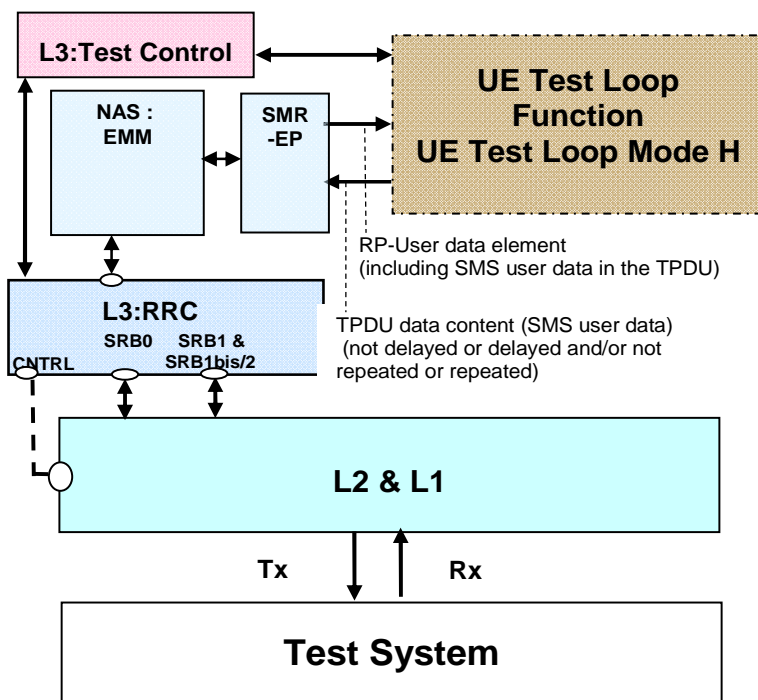 L3:Test Control
UE Test Loop
Function
UE Test Loop Mode H
NAS :
EMM
SMR
-EP
RP-User data element
(including SMS user data in the TPDU)
L3:RRC
SRB0
SRB1 &
SRB1bis/2
CNTRL
TPDU data content (SMS user data)
(not delayed or delayed and/or not
repeated or repeated)
L2 & L1
Tx
Rx
Test System